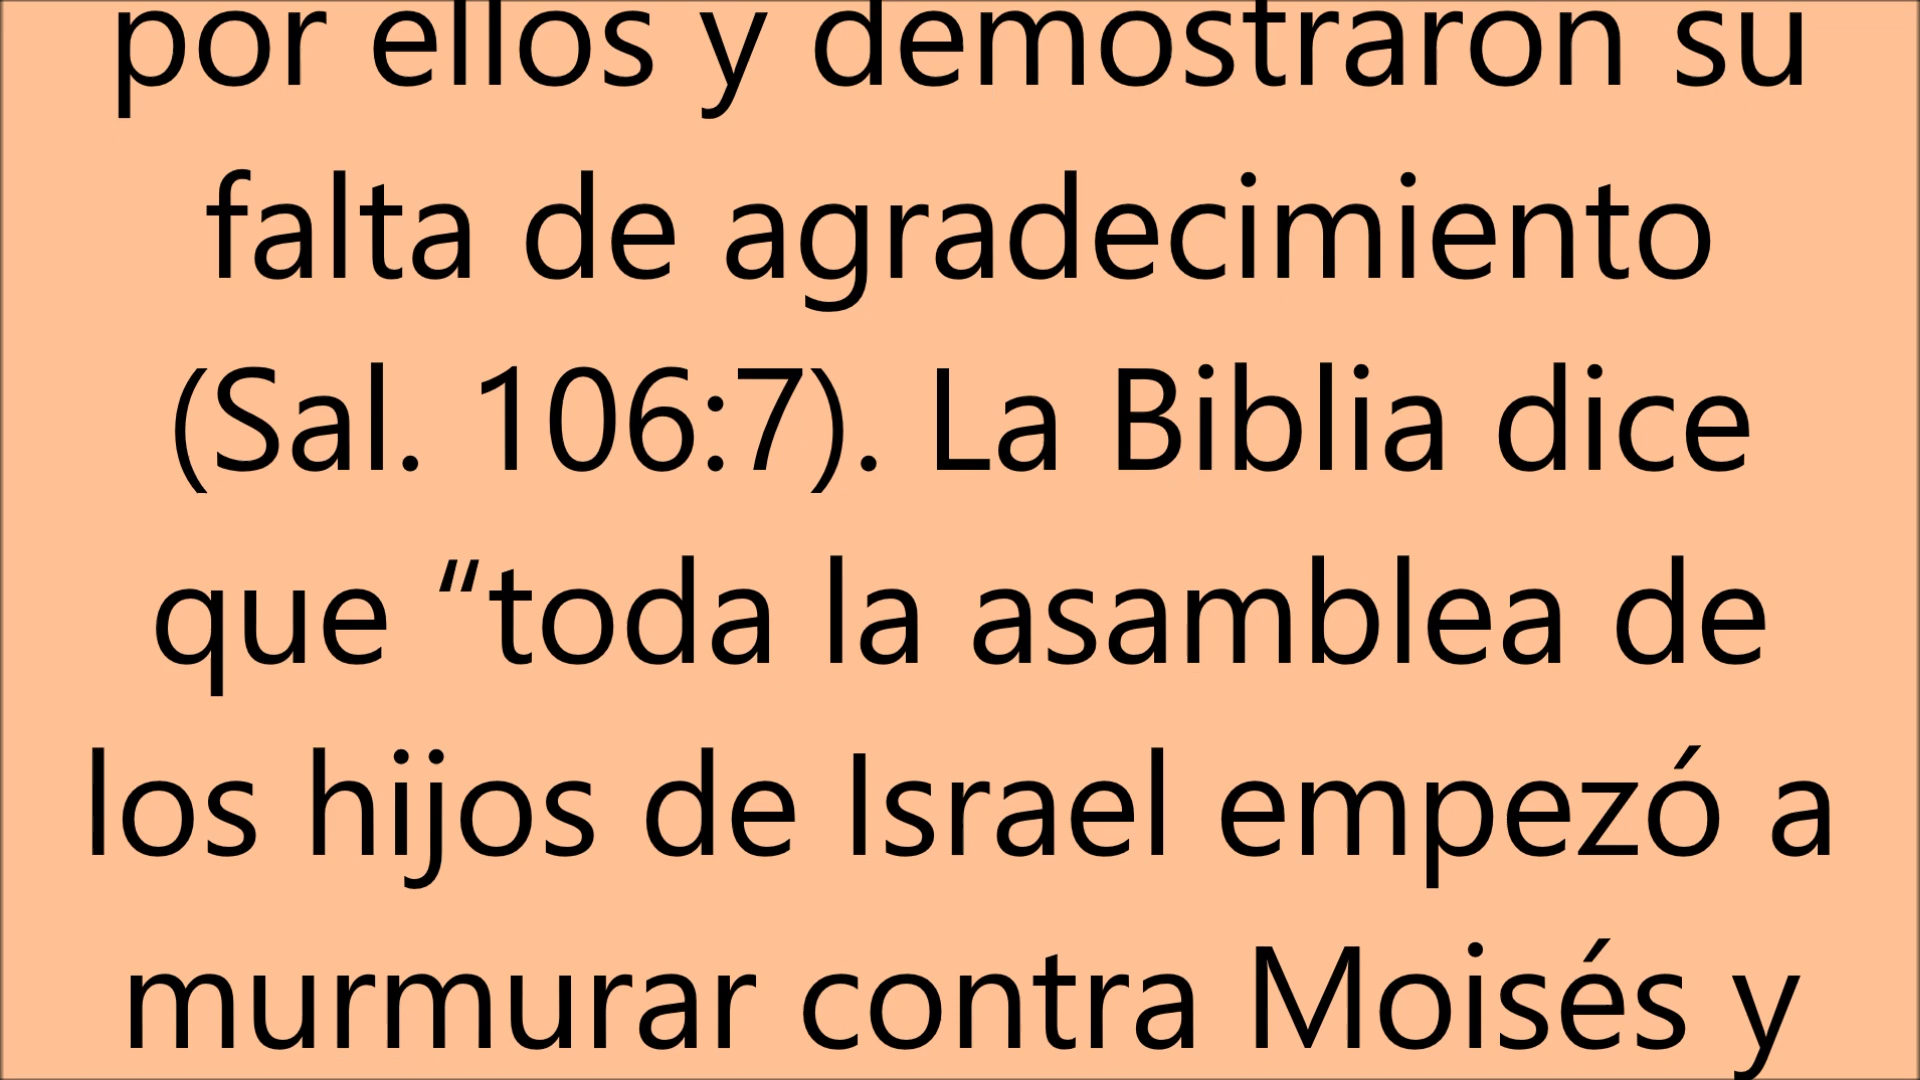 por ellos y demostraron su
falta de agradecimiento
(Sal. 106:7). La Biblia dice
que “toda la asamblea de
los hijos de Israel empezó a
murmurar contra Moisés y